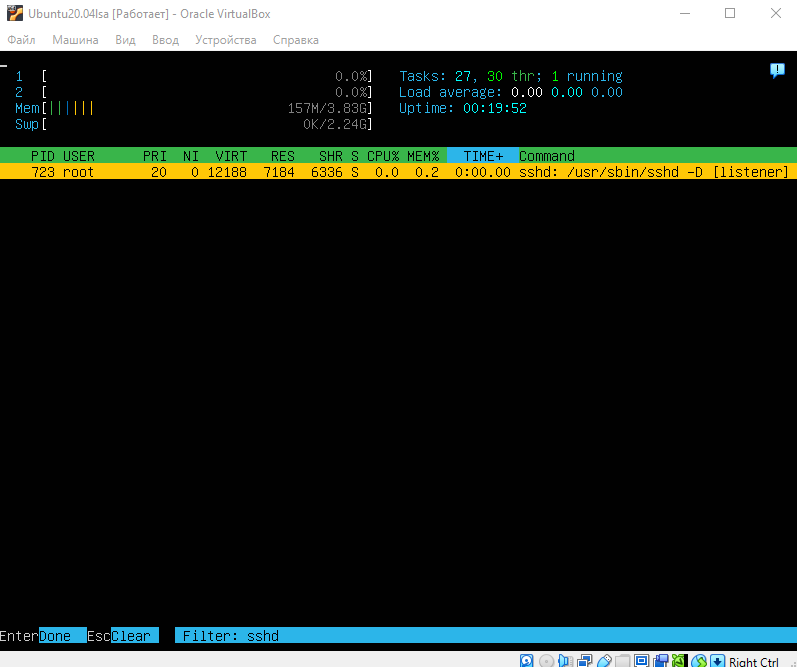 Ubuntu20.04lsa [Работает] - Oracle VirtualBox
Файл Машина Вид Ввод Устройства Справка
1 [ 0.0%] Tasks: 27, 30 thr; 1 running
2 [ 0.0%] Load average: 0.00 0.00 0.00
Mem[|||||| 157M/3.83G] Uptime: 00:19:52
Swp[ 0K/2.24G]
PID USER PRI NI VIRT RES SHR S CPU% MEM% TIME+ Command
723 root 20 0 12188 7184 6336 S 0.0 0.2 0:00.00 sshd: /usr/sbin/sshd -D [listener]
EnterDone EscClear Filter: sshd
Right Ctrl